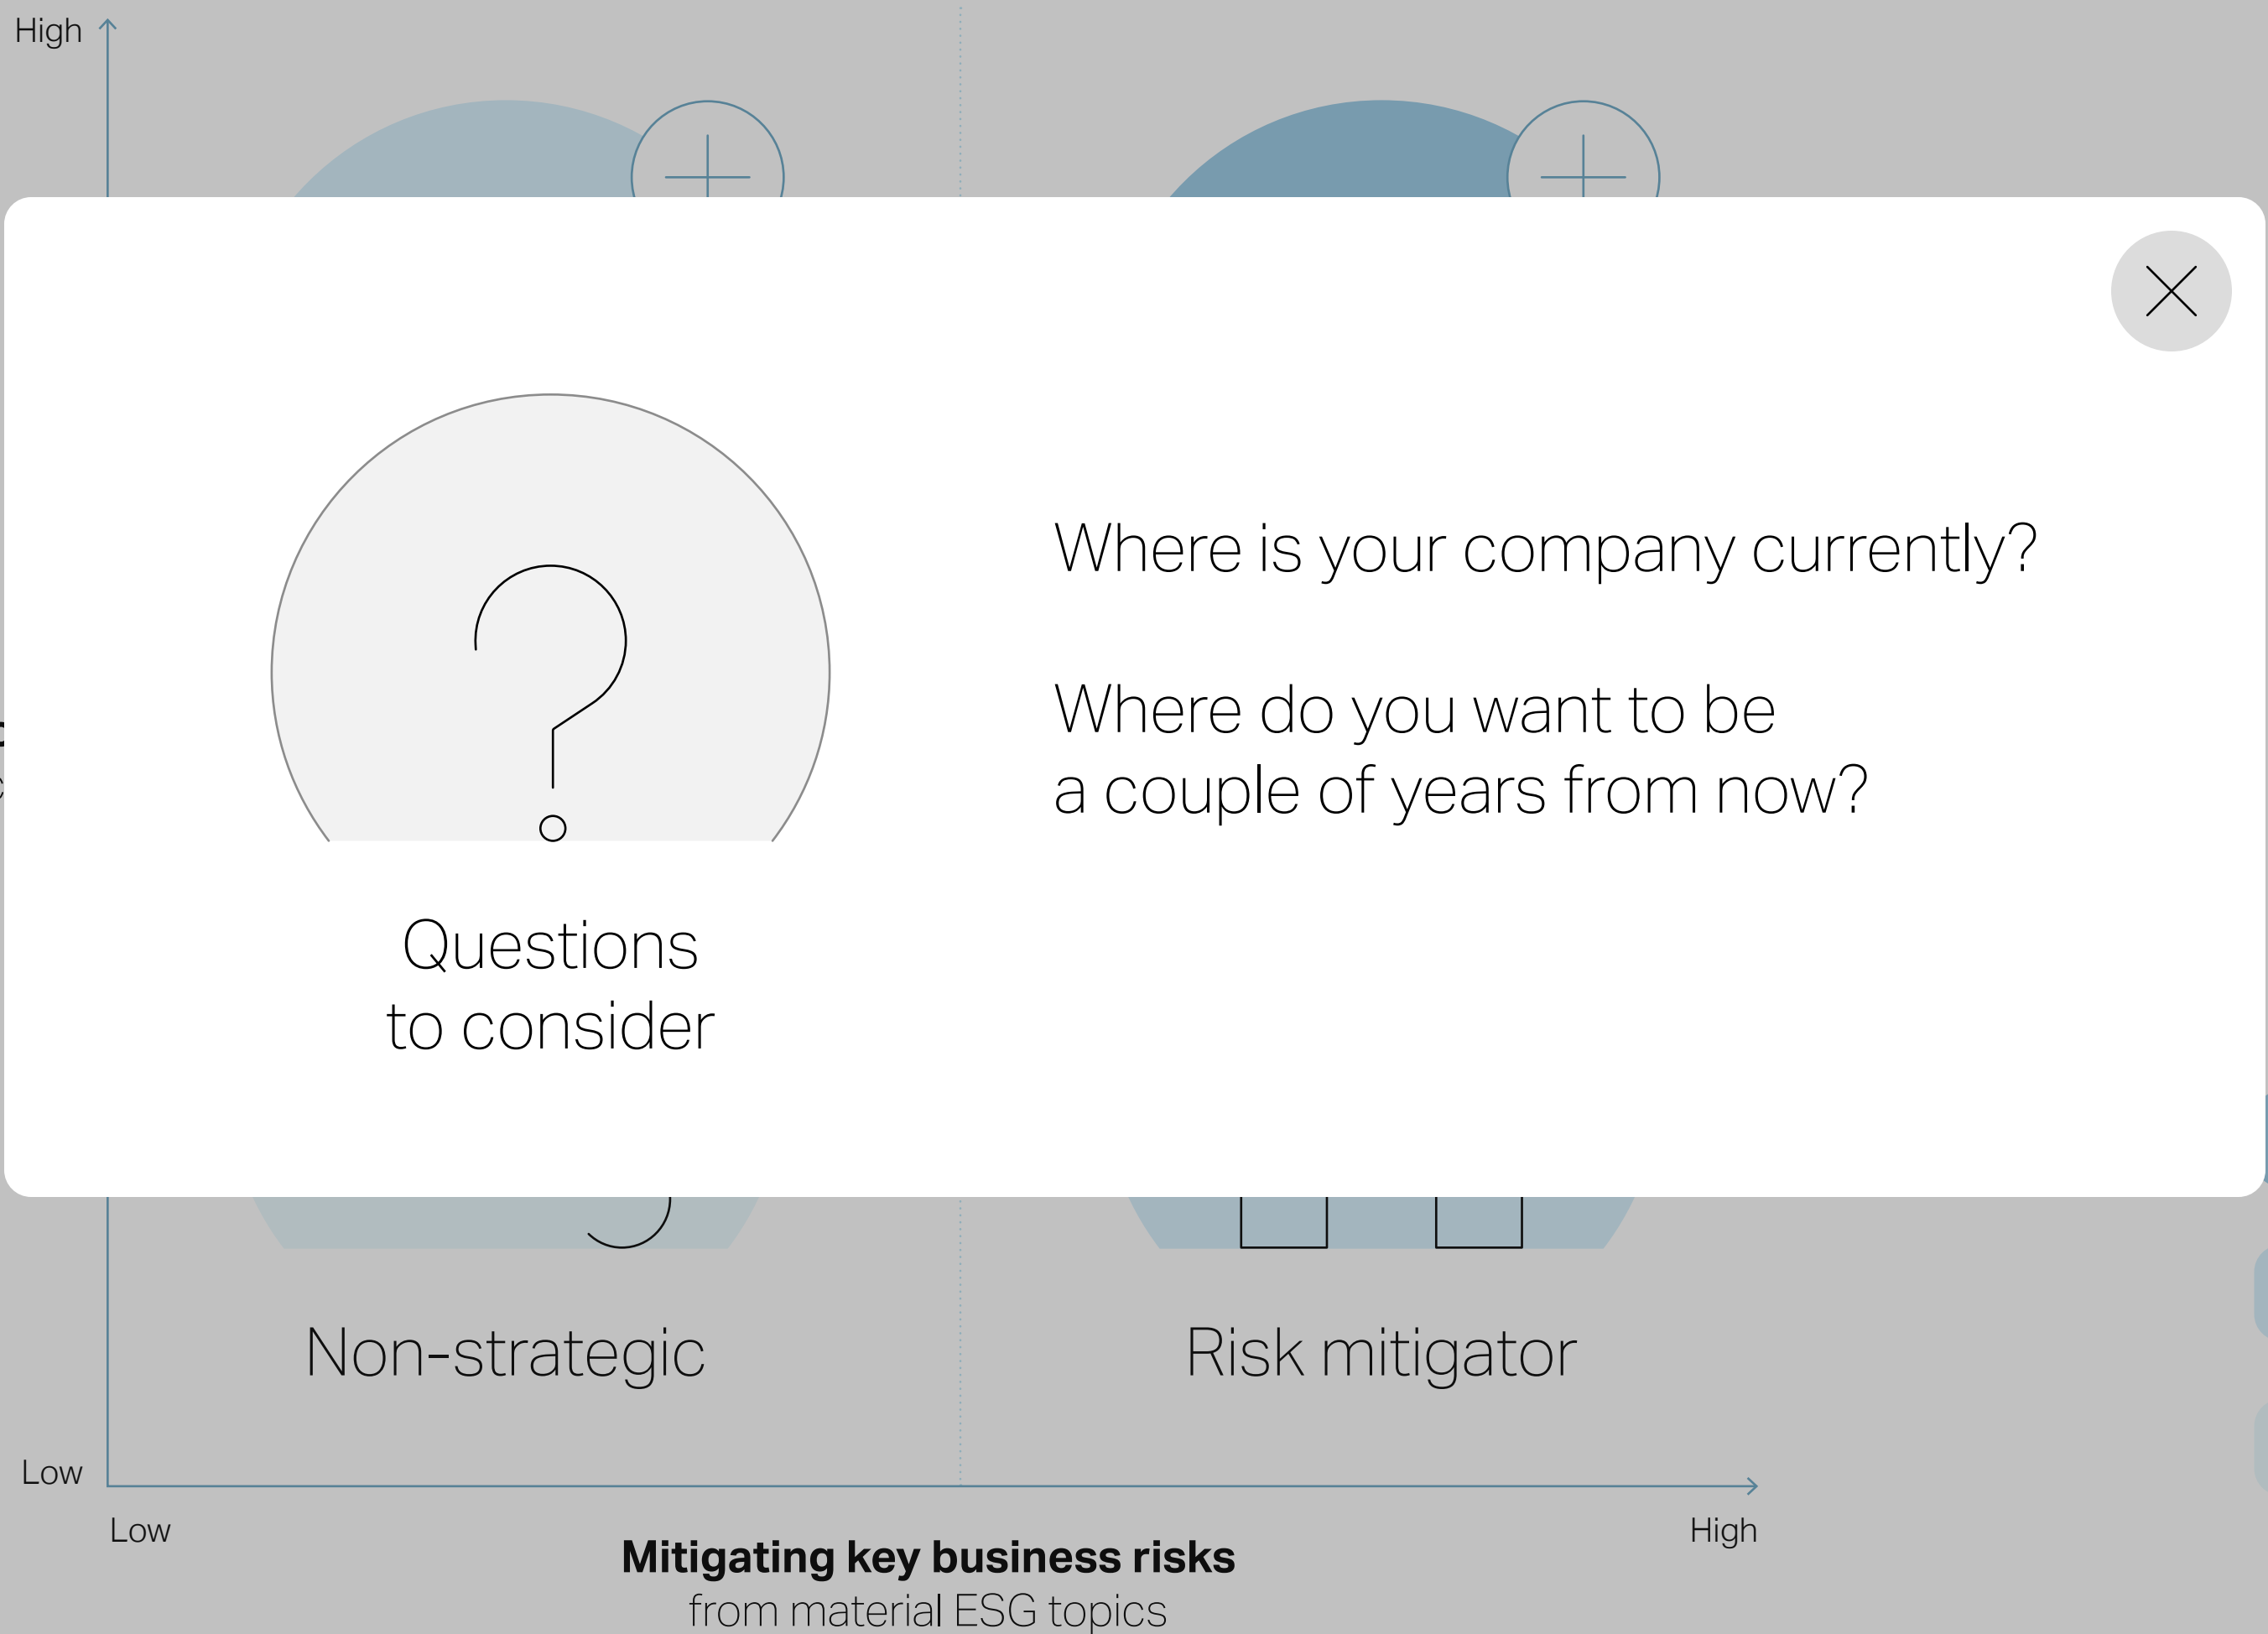 High
Where is your company currently?
Where do you want to be
a couple of years from now?
Questions
to consider
Non-strategic
Risk mitigator
Low
Low
High
Mitigating key business risks
from material ESG topics